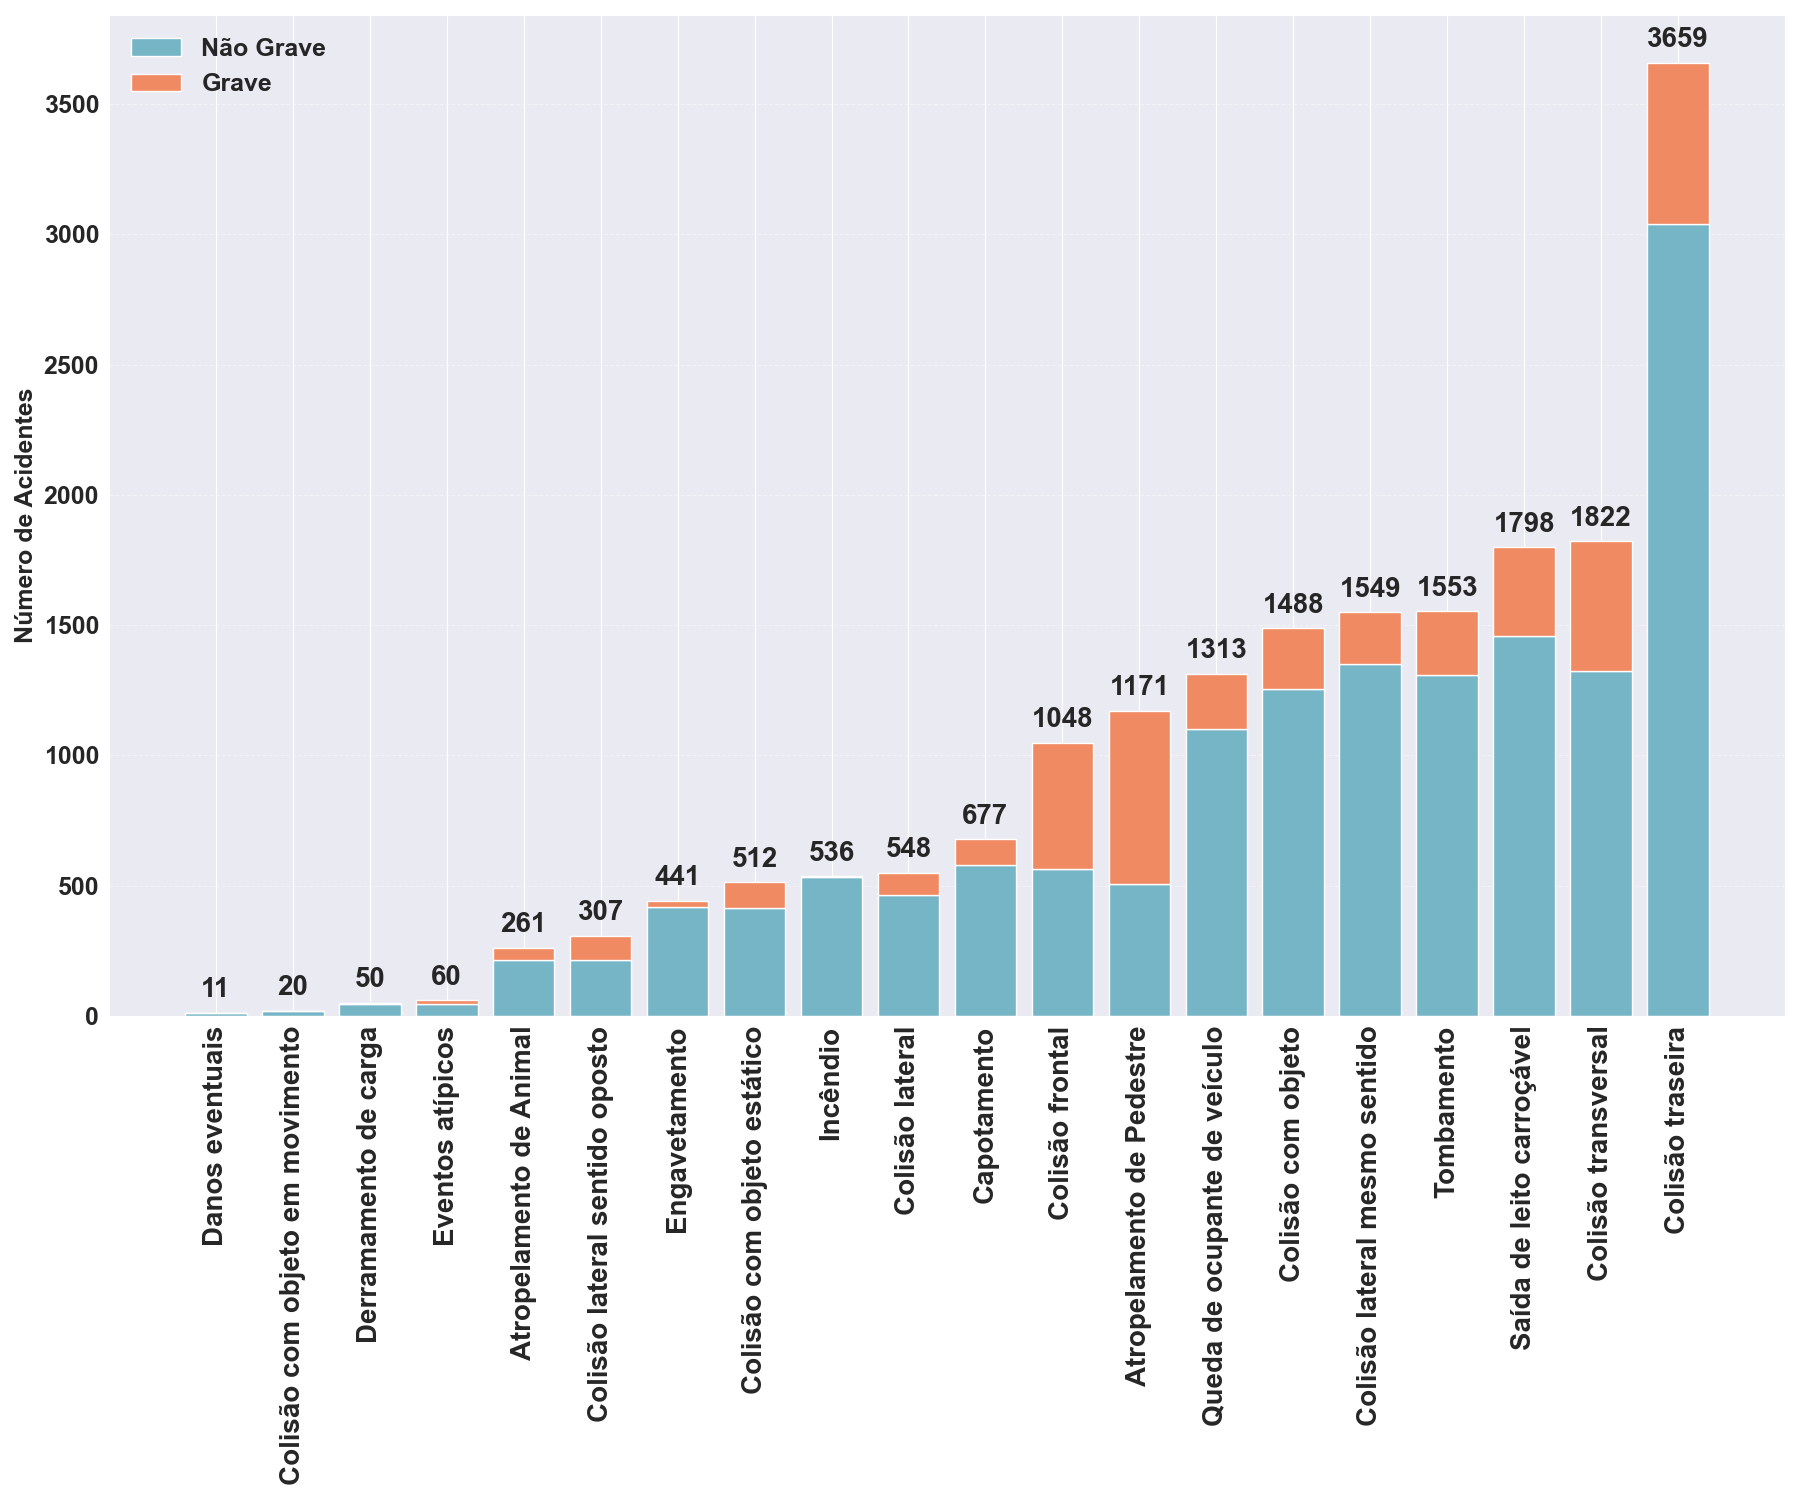 Não Grave
Grave
Número de Acidentes
3500
3000
2500
2000
1500
1000
500
0
11
20
50
60
261
307
441
512
536
548
677
1048
1171
1313
1488
1549
1553
1798
1822
3659
Danos eventuais
Colisão com objeto em movimento
Derramamento de carga
Eventos atípicos
Atropelamento de Animal
Colisão lateral sentido oposto
Engavetamento
Colisão com objeto estático
Incêndio
Colisão lateral
Capotamento
Colisão frontal
Atropelamento de Pedestre
Queda de ocupante de veículo
Colisão com objeto
Colisão lateral mesmo sentido
Tombamento
Saída de leito carroçável
Colisão transversal
Colisão traseira